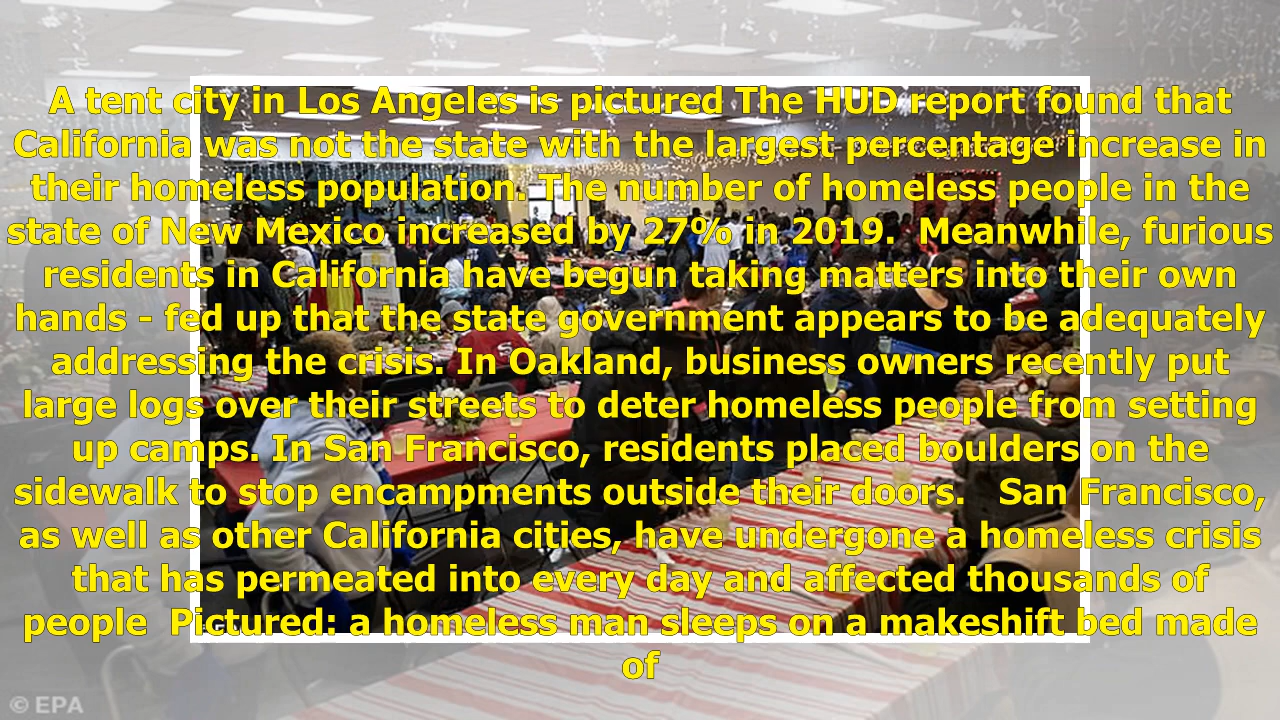 A tent city in Los Angeles is pictured The HUD report found that
California was not the state with the largest percentage increase in
their homeless population. The number of homeless people in the
state of New Mexico increased by 27% in 2019.  Meanwhile, furious
residents in California have begun taking matters into their own
hands - fed up that the state government appears to be adequately
addressing the crisis. In Oakland, business owners recently put
large logs over their streets to deter homeless people from setting
up camps. In San Francisco, residents placed boulders on the
sidewalk to stop encampments outside their doors.   San Francisco,
as well as other California cities, have undergone a homeless crisis
that has permeated into every day and affected thousands of
people  Pictured: a homeless man sleeps on a makeshift bed made
of
© EPA